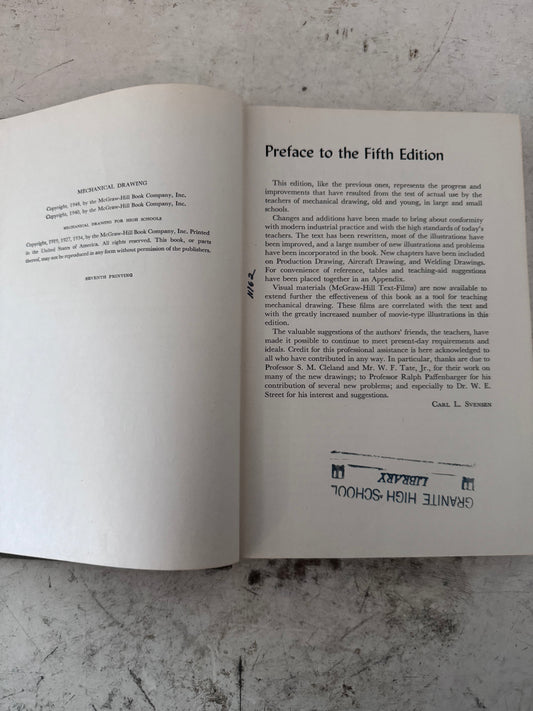 MECHANICAL DRAWING
Copyright, 1948, by the McGraw-Hill Book Company, Inc.
Copyright, 1940, by the McGraw-Hill Book Company, Inc.
MECHANICAL DRAWING FOR HIGH SCHOOLS
Copyright, 1919, 1927, 1934, by the McGraw-Hill Book Company, Inc. Printed
in the United States of America. All rights reserved. This book, or parts
thereof, may not be reproduced in any form without permission of the publishers.
SEVENTH PRINTING
N162
Preface to the Fifth Edition
This edition, like the previous ones, represents the progress and
improvements that have resulted from the test of actual use by the
teachers of mechanical drawing, old and young, in large and small
schools.
Changes and additions have been made to bring about conformity
with modern industrial practice and with the high standards of today's
teachers. The text has been rewritten, most of the illustrations have
been improved, and a large number of new illustrations and problems
have been incorporated in the book. New chapters have been included
on Production Drawing, Aircraft Drawing, and Welding Drawings.
For convenience of reference, tables and teaching-aid suggestions
have been placed together in an Appendix.
Visual materials (McGraw-Hill Text-Films) are now available to
extend further the effectiveness of this book as a tool for teaching
mechanical drawing. These films are correlated with the text and
with the greatly increased number of movie-type illustrations in this
edition.
The valuable suggestions of the authors' friends, the teachers, have
made it possible to continue to meet present-day requirements and
ideals. Credit for this professional assistance is here acknowledged to
all who have contributed in any way. In particular, thanks are due to
Professor S. M. Cleland and Mr. W. F. Tate, Jr., for their work on
many of the new drawings; to Professor Ralph Paffenbarger for his
contribution of several new problems; and especially to Dr. W. E.
Street for his interest and suggestions.
CARL L. SVENSEN
GRANITE HIGH SCHOOL
LIBRARY